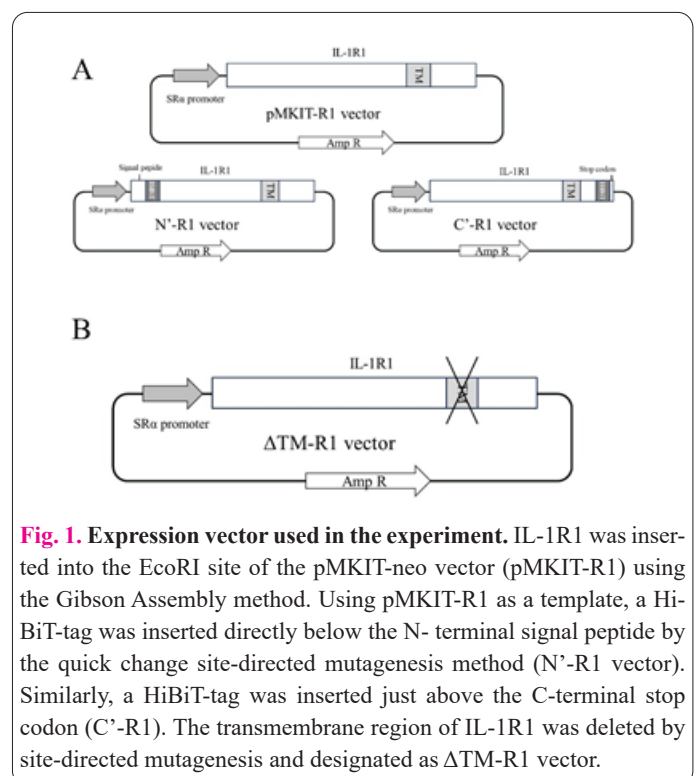 A
IL-1R1
TM
SRα promoter
pMKIT-R1 vector
Amp R
Signal peptide
IL-1R1
TM
SRα promoter
N’-R1 vector
Amp R
Stop codon
IL-1R1
TM
SRα promoter
C’-R1 vector
Amp R
B
IL-1R1
SRα promoter
ΔTM-R1 vector
Amp R
Fig. 1. Expression vector used in the experiment. IL-1R1 was inser-
ted into the EcoRI site of the pMKIT-neo vector (pMKIT-R1) using
the Gibson Assembly method. Using pMKIT-R1 as a template, a Hi-
BiT-tag was inserted directly below the N- terminal signal peptide by
the quick change site-directed mutagenesis method (N’-R1 vector).
Similarly, a HiBiT-tag was inserted just above the C-terminal stop
codon (C’-R1). The transmembrane region of IL-1R1 was deleted by
site-directed mutagenesis and designated as ΔTM-R1 vector.